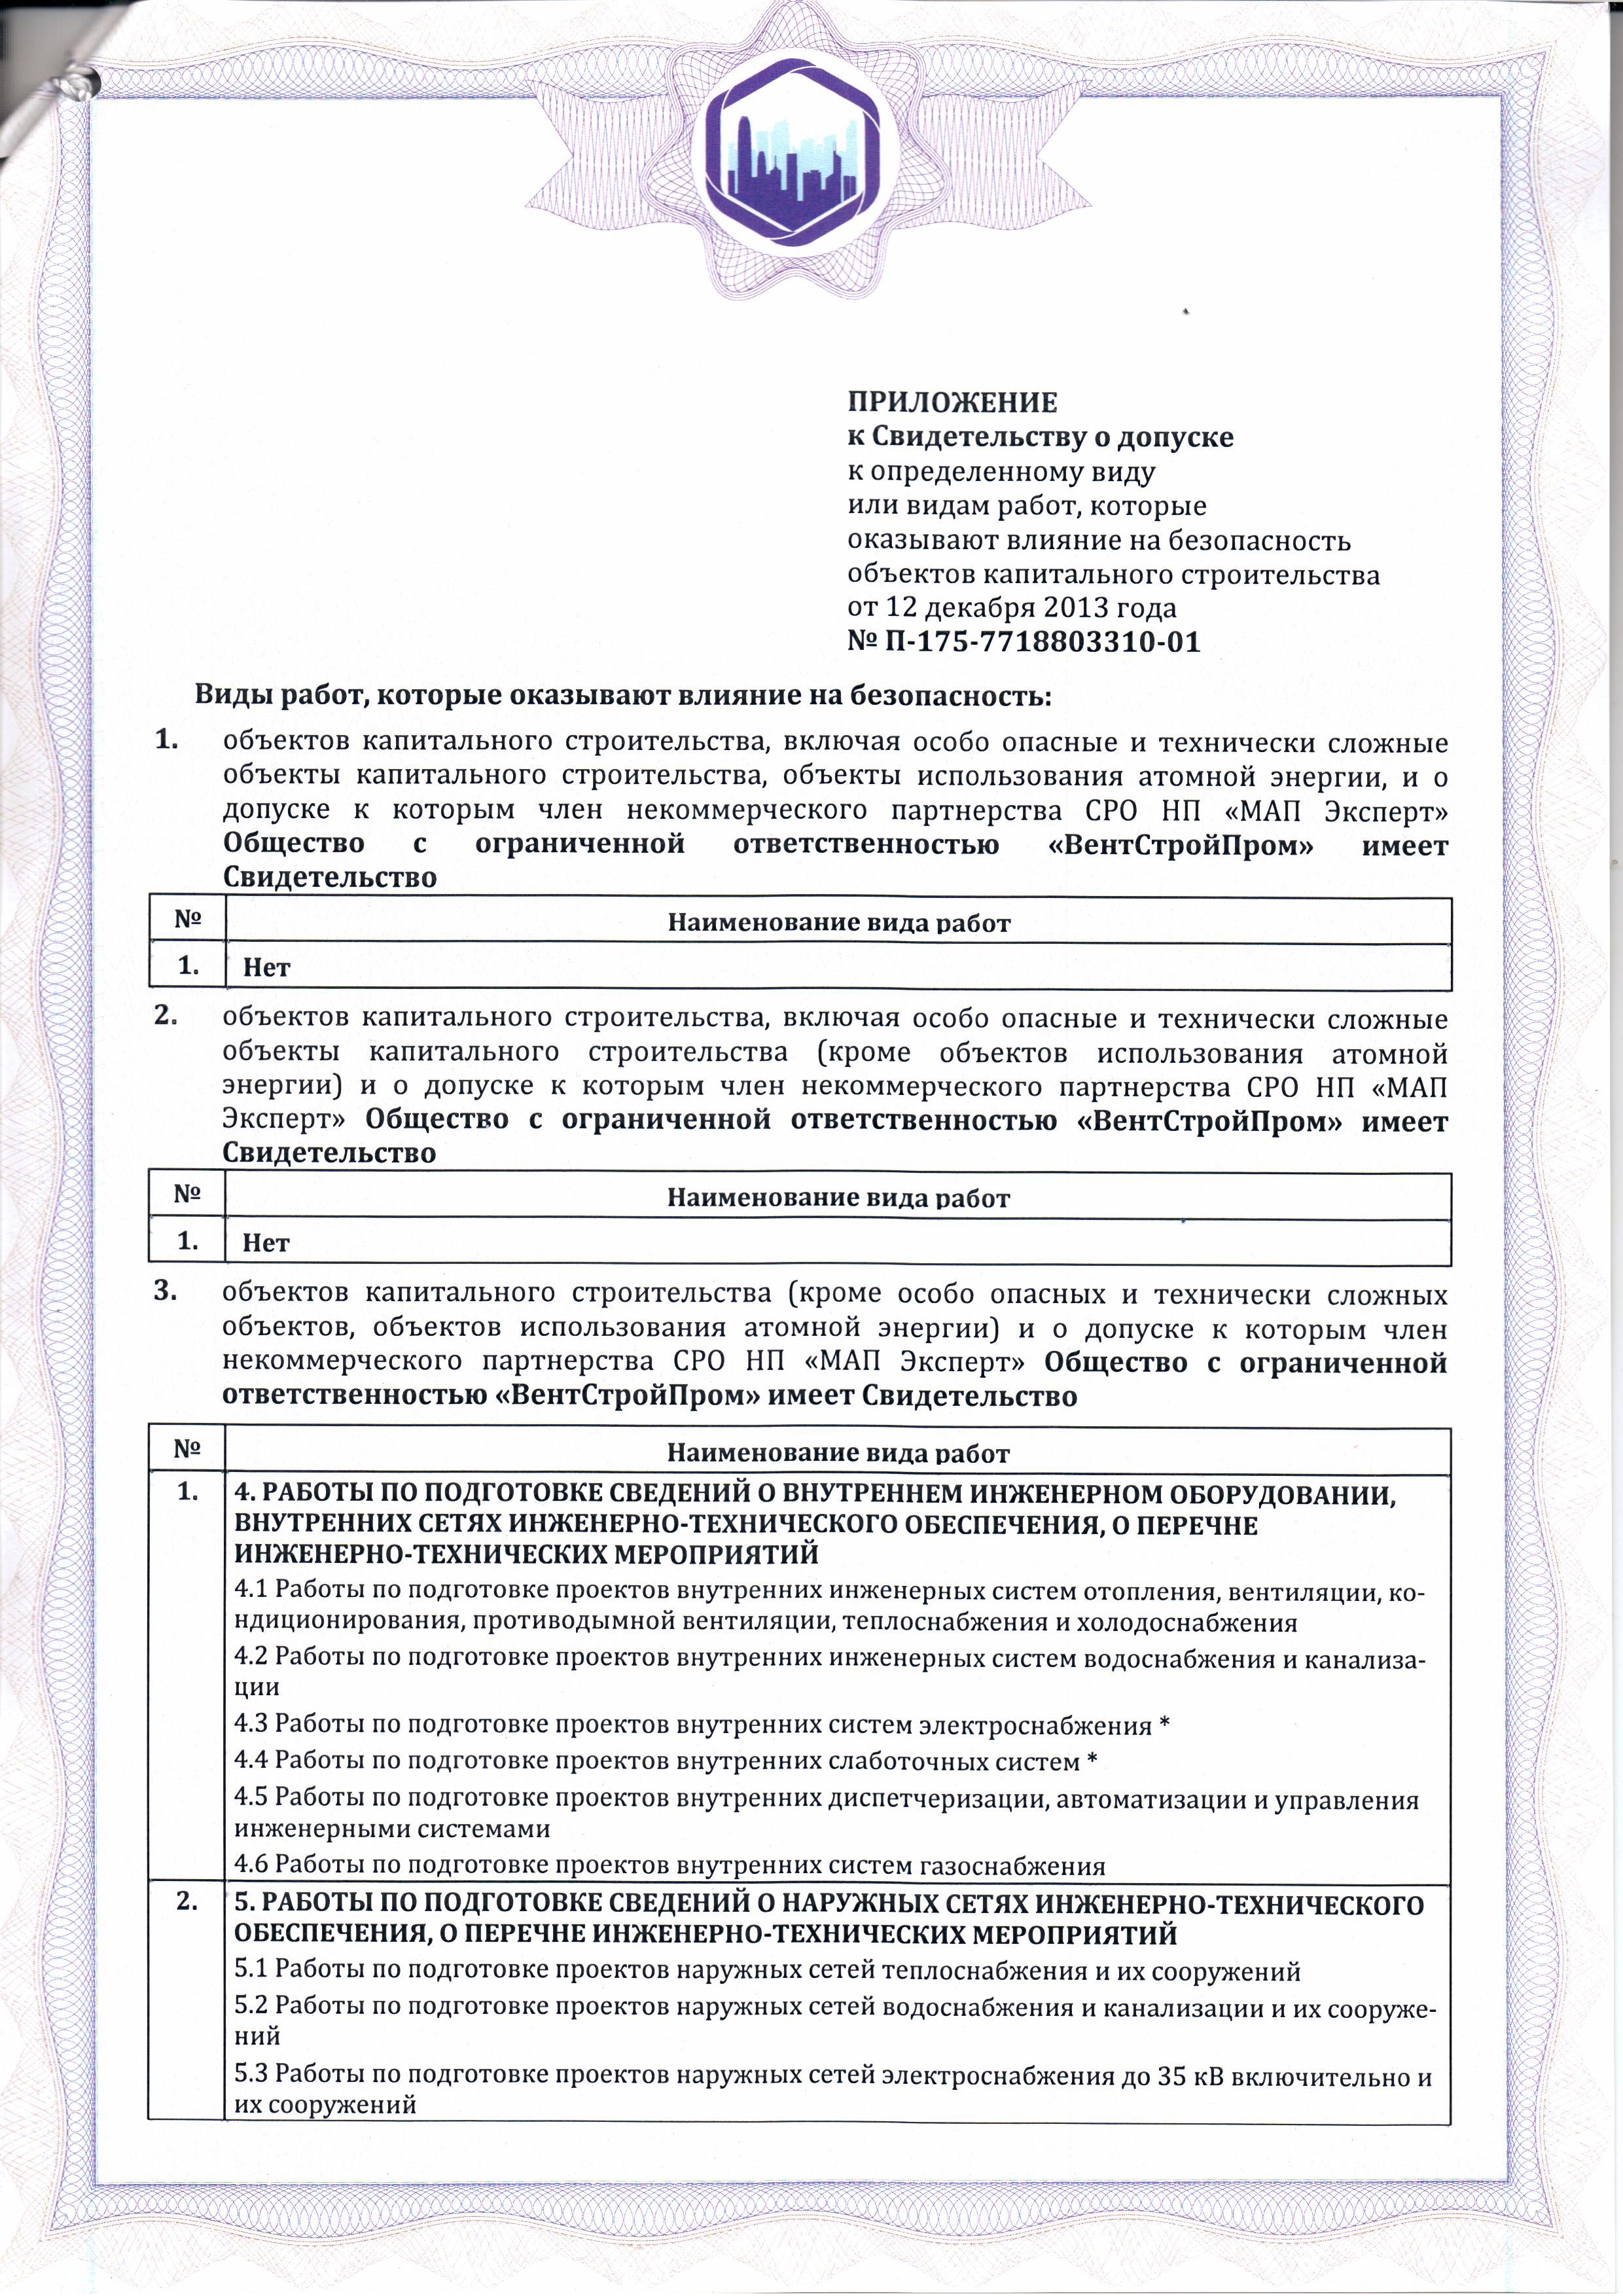 ПРИЛОЖЕНИЕ
к Свидетельству о допуске
к определенному виду
или видам работ, которые
оказывают влияние на безопасность
объектов капитального строительства
от 12 декабря 2013 года
№ П-175-7718803310-01
Виды работ, которые оказывают влияние на безопасность:
1. объектов капитального строительства, включая особо опасные и технически сложные
объекты капитального строительства, объекты использования атомной энергии, и о
допуске к которым член некоммерческого партнерства СРО НП «МАП Эксперт»
Общество с ограниченной ответственностью «ВентСтройПром» имеет
Свидетельство
№ Наименование вида работ
1. Нет
2. объектов капитального строительства, включая особо опасные и технически сложные
объекты капитального строительства (кроме объектов использования атомной
энергии) и о допуске к которым член некоммерческого партнерства СРО НП «МАП
Эксперт» Общество с ограниченной ответственностью «ВентСтройПром» имеет
Свидетельство
№ Наименование вида работ
1. Нет
3. объектов капитального строительства (кроме особо опасных и технически сложных
объектов, объектов использования атомной энергии) и о допуске к которым член
некоммерческого партнерства СРО НП «МАП Эксперт» Общество с ограниченной
ответственностью «ВентСтройПром» имеет Свидетельство
№ Наименование вида работ
1. 4. РАБОТЫ ПО ПОДГОТОВКЕ СВЕДЕНИЙ О ВНУТРЕННЕМ ИНЖЕНЕРНОМ ОБОРУДОВАНИИ,
ВНУТРЕННИХ СЕТЯХ ИНЖЕНЕРНО-ТЕХНИЧЕСКОГО ОБЕСПЕЧЕНИЯ, О ПЕРЕЧНЕ
ИНЖЕНЕРНО-ТЕХНИЧЕСКИХ МЕРОПРИЯТИЙ
4.1 Работы по подготовке проектов внутренних инженерных систем отопления, вентиляции, ко-
ндиционирования, противодымной вентиляции, теплоснабжения и холодоснабжения
4.2 Работы по подготовке проектов внутренних инженерных систем водоснабжения и канализа-
ции
4.3 Работы по подготовке проектов внутренних систем электроснабжения *
4.4 Работы по подготовке проектов внутренних слаботочных систем *
4.5 Работы по подготовке проектов внутренних диспетчеризации, автоматизации и управления
инженерными системами
4.6 Работы по подготовке проектов внутренних систем газоснабжения
2. 5. РАБОТЫ ПО ПОДГОТОВКЕ СВЕДЕНИЙ О НАРУЖНЫХ СЕТЯХ ИНЖЕНЕРНО-ТЕХНИЧЕСКОГО
ОБЕСПЕЧЕНИЯ, О ПЕРЕЧНЕ ИНЖЕНЕРНО-ТЕХНИЧЕСКИХ МЕРОПРИЯТИЙ
5.1 Работы по подготовке проектов наружных сетей теплоснабжения и их сооружений
5.2 Работы по подготовке проектов наружных сетей водоснабжения и канализации и их сооруже-
ний
5.3 Работы по подготовке проектов наружных сетей электроснабжения до 35 кВ включительно и
их сооружений